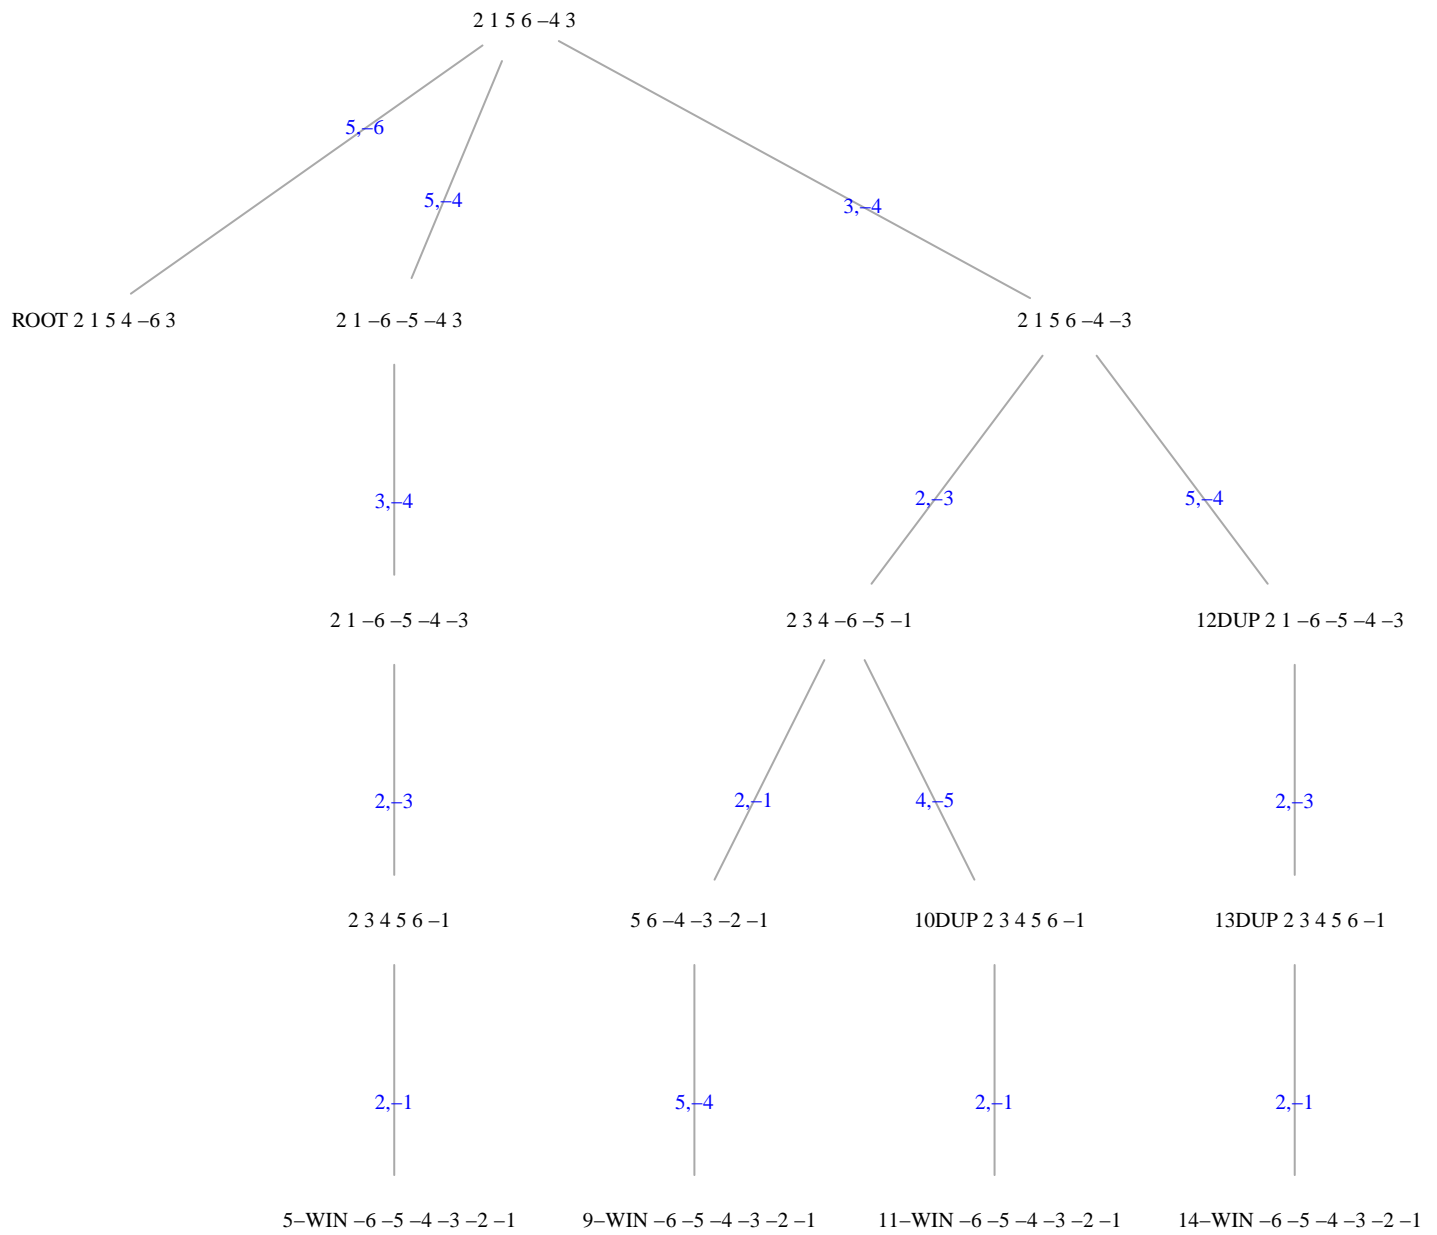 2 1 5 6 –4 3
5,–6
5,–4
3,–4
ROOT 2 1 5 4 –6 3
2 1 –6 –5 –4 3
2 1 5 6 –4 –3
3,–4
2,–3
5,–4
2 1 –6 –5 –4 –3
2 3 4 –6 –5 –1
12DUP 2 1 –6 –5 –4 –3
2,–3
2,–1
4,–5
2,–3
2 3 4 5 6 –1
5 6 –4 –3 –2 –1
10DUP 2 3 4 5 6 –1
13DUP 2 3 4 5 6 –1
2,–1
5,–4
2,–1
2,–1
5–WIN –6 –5 –4 –3 –2 –1
9–WIN –6 –5 –4 –3 –2 –1
11–WIN –6 –5 –4 –3 –2 –1
14–WIN –6 –5 –4 –3 –2 –1